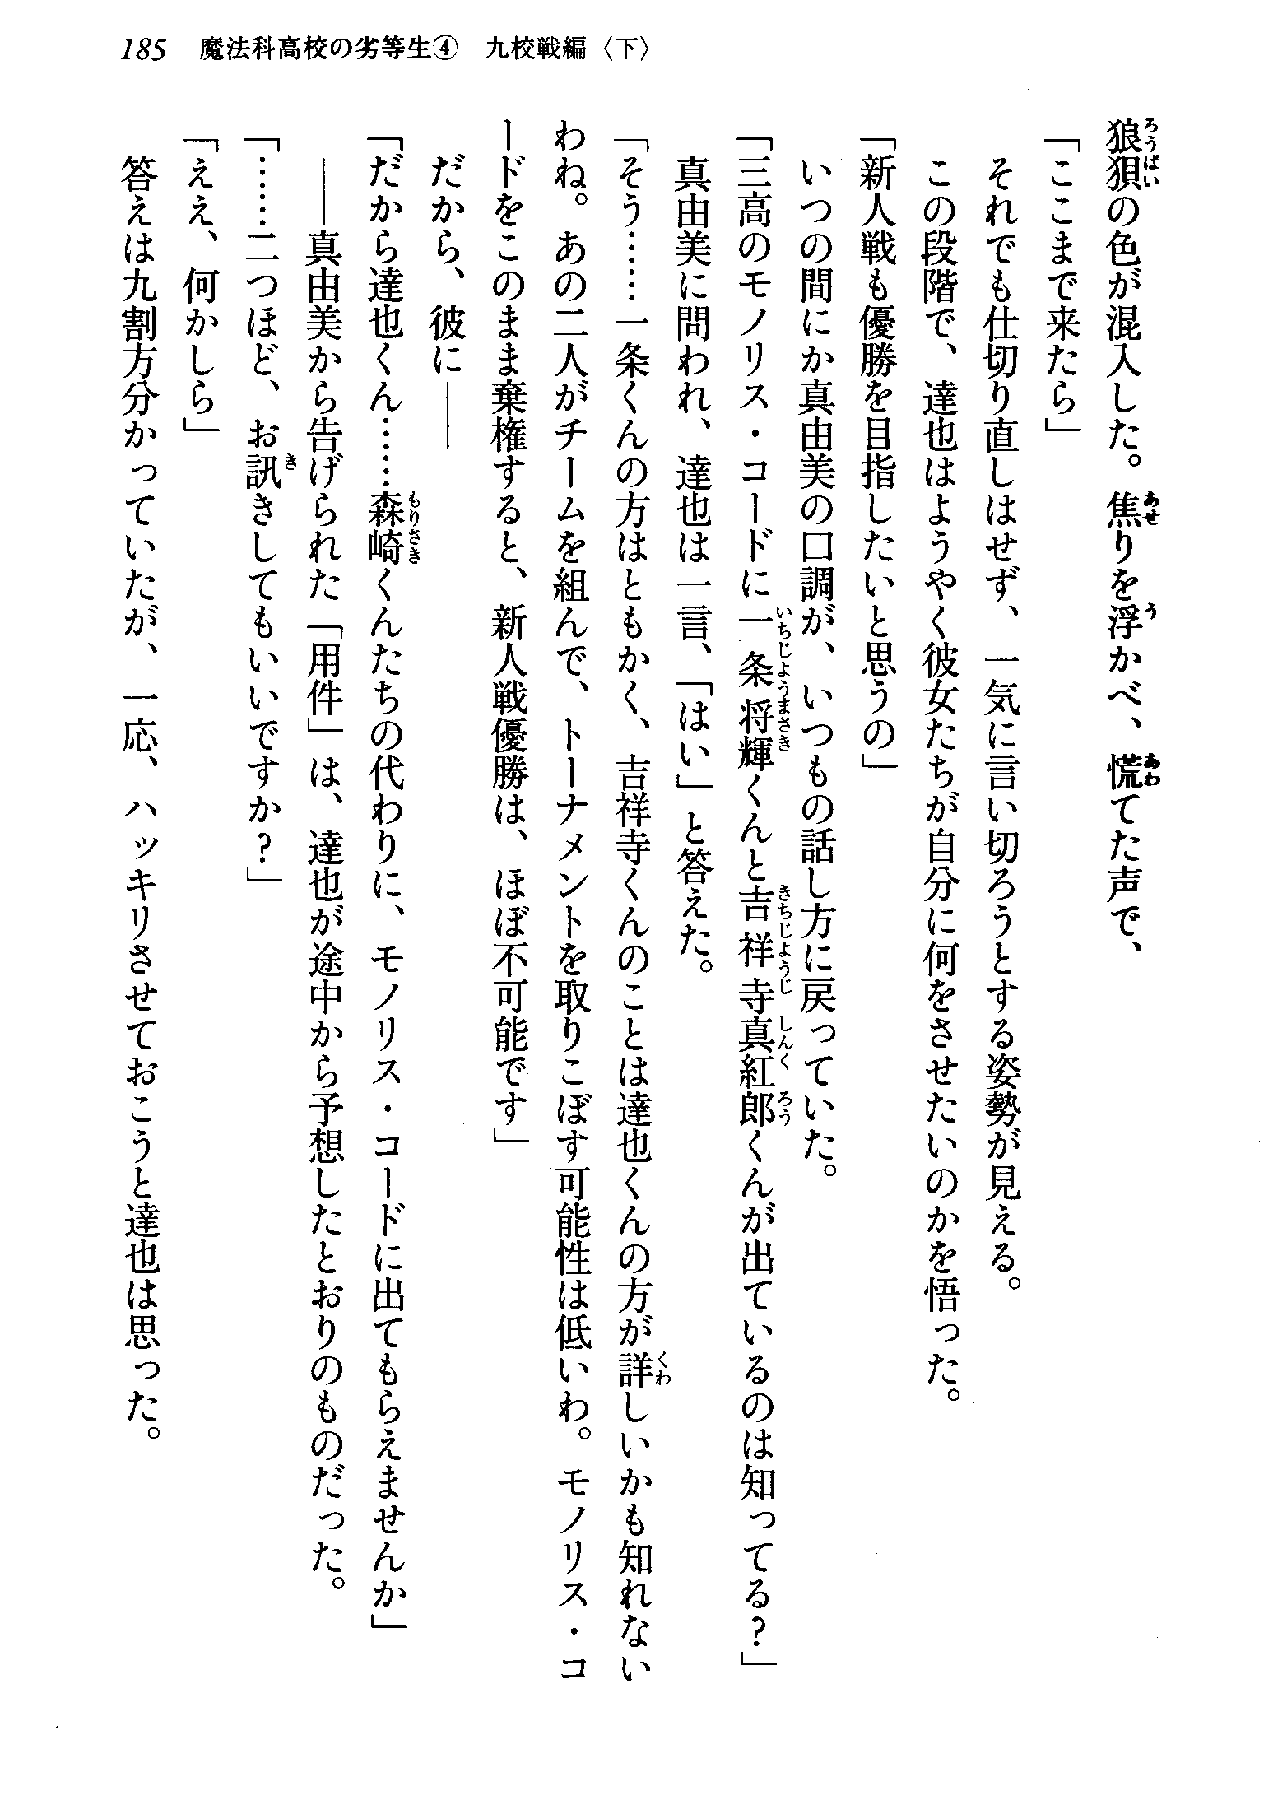 185 魔法科高校の劣等生④ 九校戦編〈下〉
狼狽の色が混入した。焦りを浮かべ、慌てた声で、
「ここまで来たら」
それでも仕切り直しはせず、一気に言い切ろうとする姿勢が見える。
この段階で、達也はようやく彼女たちが自分に何をさせたいのかを悟った。
「新人戦も優勝を目指したいと思うの」
いつの間にか真由美の口調が、いつもの話し方に戻っていた。
「三高のモノリス・コードに一条将輝くんと吉祥寺真紅郎くんが出ているのは知ってる?」
真由美に問われ、達也は一言、「はい」と答えた。
「そう……一条くんの方はともかく、吉祥寺くんのことは達也くんの方が詳しいかも知れない
わね。あの二人がチームを組んで、トーナメントを取りこぼす可能性は低いわ。モノリス・コ
ードをこのまま棄権すると、新人戦優勝は、ほぼ不可能です」
だから、彼に――
「だから達也くん……森崎くんたちの代わりに、モノリス・コードに出てもらえませんか」
――真由美から告げられた「用件」は、達也が途中から予想したとおりのものだった。
「……二つほど、お訊きしてもいいですか?」
「ええ、何かしら」
答えは九割方分かっていたが、一応、ハッキリさせておこうと達也は思った。